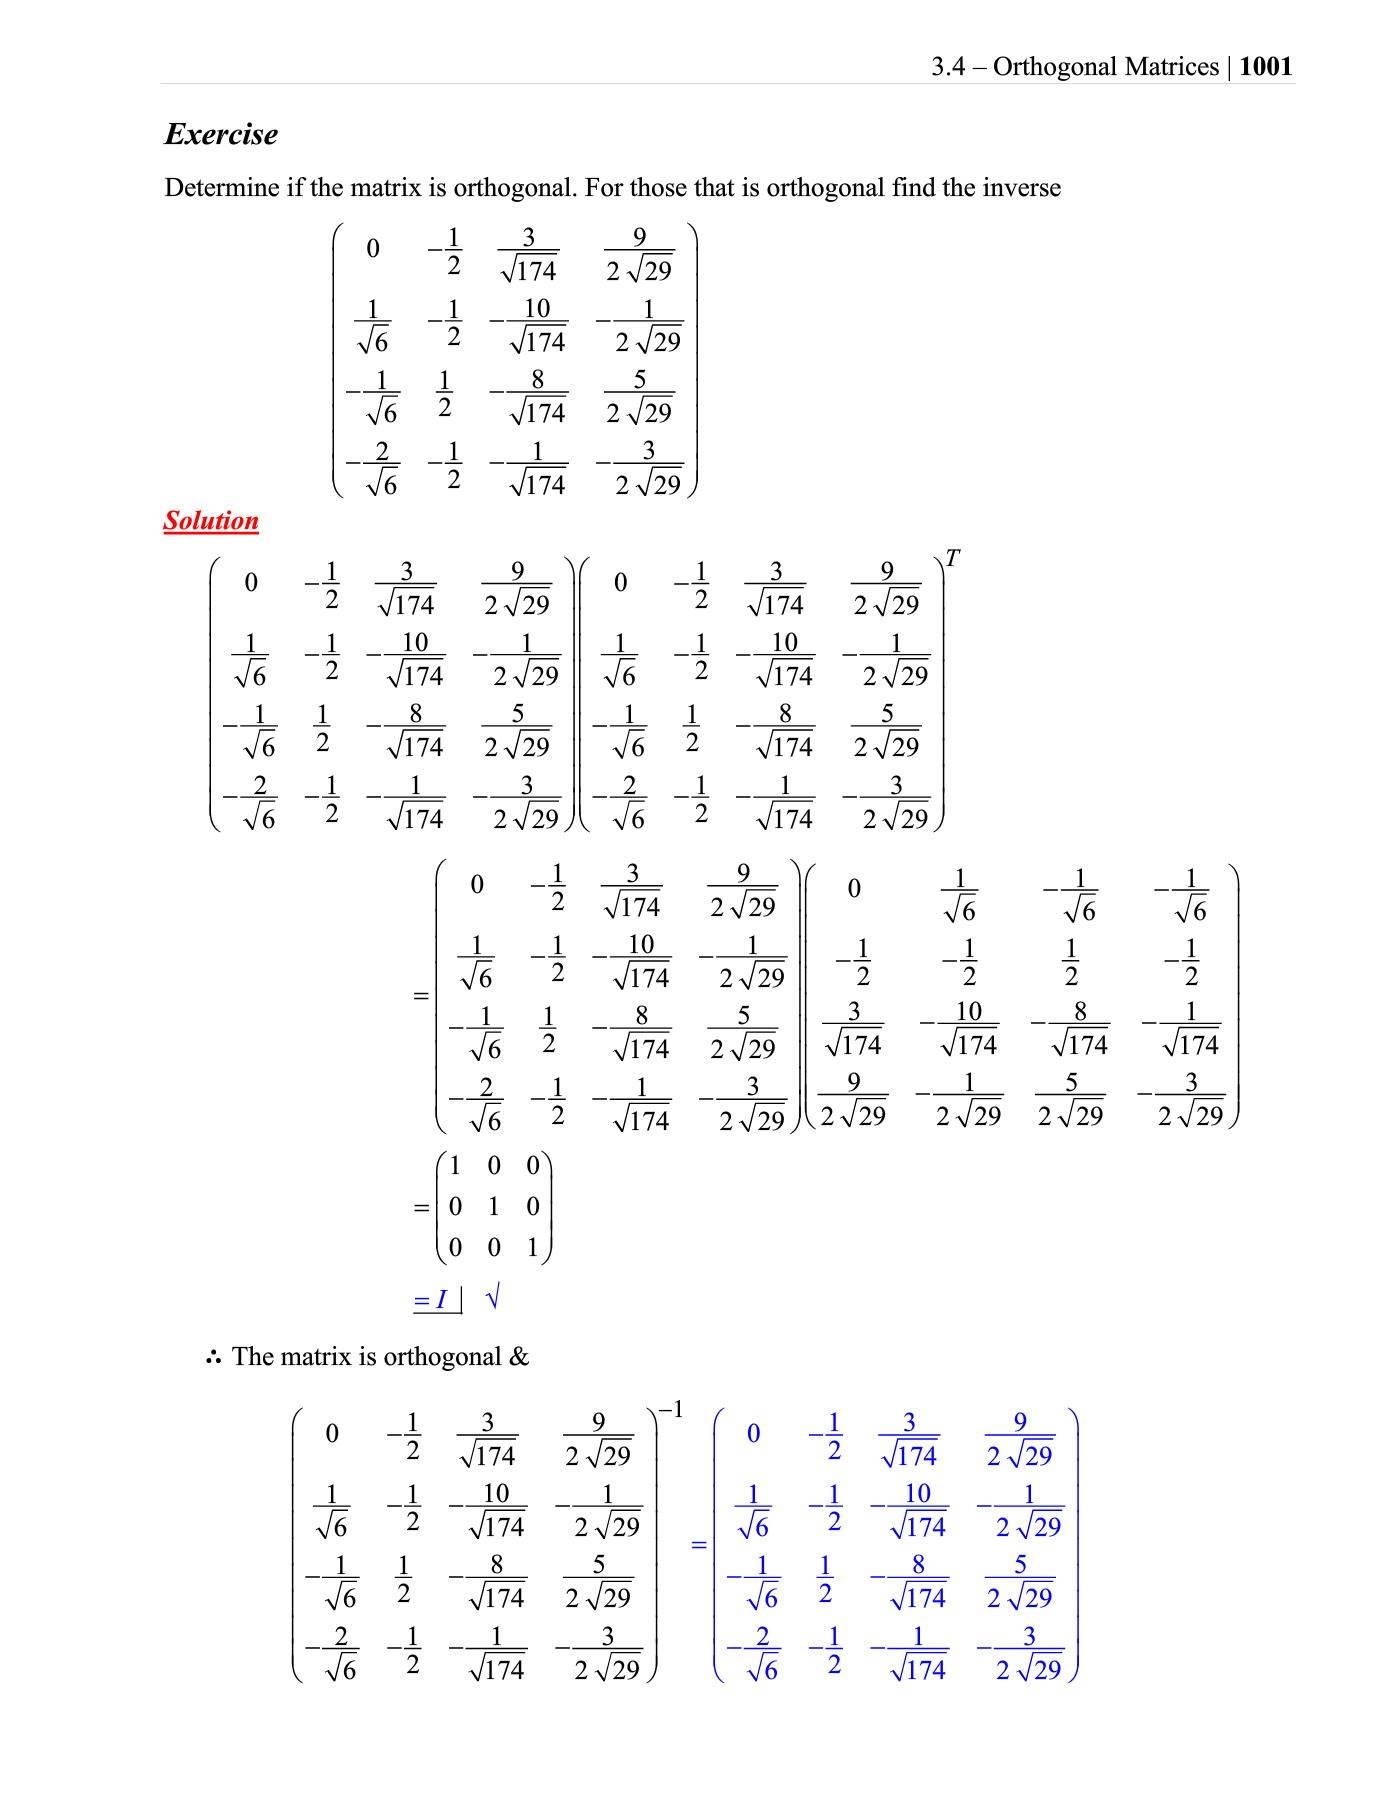 3.4 – Orthogonal Matrices | 1001
Exercise
Determine if the matrix is orthogonal. For those that is orthogonal find the inverse
\begin{pmatrix} 0 & -\frac{1}{2} & \frac{3}{\sqrt{174}} & \frac{9}{2\sqrt{29}} \\ \frac{1}{\sqrt{6}} & -\frac{1}{2} & -\frac{10}{\sqrt{174}} & -\frac{1}{2\sqrt{29}} \\ -\frac{1}{\sqrt{6}} & \frac{1}{2} & -\frac{8}{\sqrt{174}} & \frac{5}{2\sqrt{29}} \\ -\frac{2}{\sqrt{6}} & -\frac{1}{2} & -\frac{1}{\sqrt{174}} & -\frac{3}{2\sqrt{29}} \end{pmatrix}
Solution
\begin{pmatrix} 0 & -\frac{1}{2} & \frac{3}{\sqrt{174}} & \frac{9}{2\sqrt{29}} \\ \frac{1}{\sqrt{6}} & -\frac{1}{2} & -\frac{10}{\sqrt{174}} & -\frac{1}{2\sqrt{29}} \\ -\frac{1}{\sqrt{6}} & \frac{1}{2} & -\frac{8}{\sqrt{174}} & \frac{5}{2\sqrt{29}} \\ -\frac{2}{\sqrt{6}} & -\frac{1}{2} & -\frac{1}{\sqrt{174}} & -\frac{3}{2\sqrt{29}} \end{pmatrix} \begin{pmatrix} 0 & -\frac{1}{2} & \frac{3}{\sqrt{174}} & \frac{9}{2\sqrt{29}} \\ \frac{1}{\sqrt{6}} & -\frac{1}{2} & -\frac{10}{\sqrt{174}} & -\frac{1}{2\sqrt{29}} \\ -\frac{1}{\sqrt{6}} & \frac{1}{2} & -\frac{8}{\sqrt{174}} & \frac{5}{2\sqrt{29}} \\ -\frac{2}{\sqrt{6}} & -\frac{1}{2} & -\frac{1}{\sqrt{174}} & -\frac{3}{2\sqrt{29}} \end{pmatrix}^T
= \begin{pmatrix} 0 & -\frac{1}{2} & \frac{3}{\sqrt{174}} & \frac{9}{2\sqrt{29}} \\ \frac{1}{\sqrt{6}} & -\frac{1}{2} & -\frac{10}{\sqrt{174}} & -\frac{1}{2\sqrt{29}} \\ -\frac{1}{\sqrt{6}} & \frac{1}{2} & -\frac{8}{\sqrt{174}} & \frac{5}{2\sqrt{29}} \\ -\frac{2}{\sqrt{6}} & -\frac{1}{2} & -\frac{1}{\sqrt{174}} & -\frac{3}{2\sqrt{29}} \end{pmatrix} \begin{pmatrix} 0 & \frac{1}{\sqrt{6}} & -\frac{1}{\sqrt{6}} & -\frac{1}{\sqrt{6}} \\ -\frac{1}{2} & -\frac{1}{2} & \frac{1}{2} & -\frac{1}{2} \\ \frac{3}{\sqrt{174}} & -\frac{10}{\sqrt{174}} & -\frac{8}{\sqrt{174}} & -\frac{1}{\sqrt{174}} \\ \frac{9}{2\sqrt{29}} & -\frac{1}{2\sqrt{29}} & \frac{5}{2\sqrt{29}} & -\frac{3}{2\sqrt{29}} \end{pmatrix}
= \begin{pmatrix} 1 & 0 & 0 \\ 0 & 1 & 0 \\ 0 & 0 & 1 \end{pmatrix}
= I | √
∴ The matrix is orthogonal &
\begin{pmatrix} 0 & -\frac{1}{2} & \frac{3}{\sqrt{174}} & \frac{9}{2\sqrt{29}} \\ \frac{1}{\sqrt{6}} & -\frac{1}{2} & -\frac{10}{\sqrt{174}} & -\frac{1}{2\sqrt{29}} \\ -\frac{1}{\sqrt{6}} & \frac{1}{2} & -\frac{8}{\sqrt{174}} & \frac{5}{2\sqrt{29}} \\ -\frac{2}{\sqrt{6}} & -\frac{1}{2} & -\frac{1}{\sqrt{174}} & -\frac{3}{2\sqrt{29}} \end{pmatrix}^{-1} = \begin{pmatrix} 0 & -\frac{1}{2} & \frac{3}{\sqrt{174}} & \frac{9}{2\sqrt{29}} \\ \frac{1}{\sqrt{6}} & -\frac{1}{2} & -\frac{10}{\sqrt{174}} & -\frac{1}{2\sqrt{29}} \\ -\frac{1}{\sqrt{6}} & \frac{1}{2} & -\frac{8}{\sqrt{174}} & \frac{5}{2\sqrt{29}} \\ -\frac{2}{\sqrt{6}} & -\frac{1}{2} & -\frac{1}{\sqrt{174}} & -\frac{3}{2\sqrt{29}} \end{pmatrix}